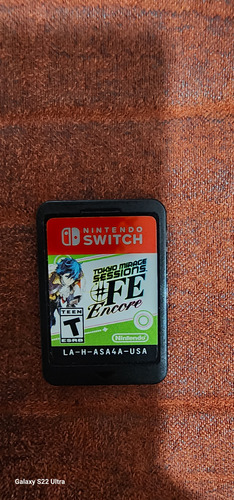 NINTENDO
SWITCH
TOKYO MIRAGE
SESSIONS
#FE
Encore
TEEN
T
ESRB
Nintendo
LA-H-ASA4A-USA
Galaxy S22 Ultra